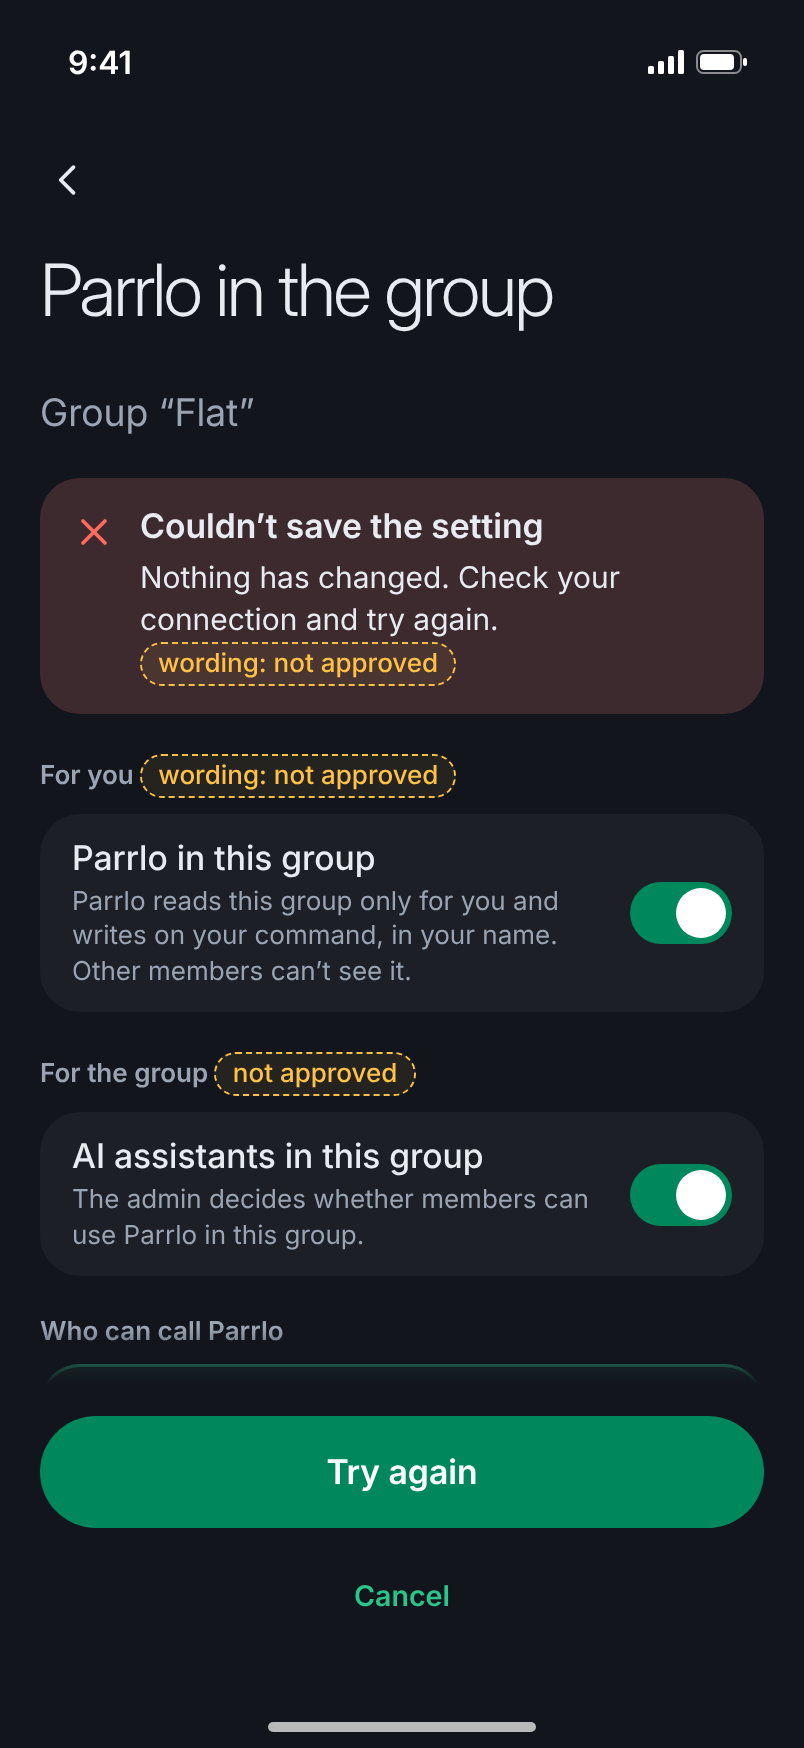 9:41
Parrlo in the group
Group “Flat”
Couldn’t save the setting
Nothing has changed. Check your
connection and try again.
wording: not approved
For you wording: not approved
Parrlo in this group
Parrlo reads this group only for you and
writes on your command, in your name.
Other members can’t see it.
For the group not approved
AI assistants in this group
The admin decides whether members can
use Parrlo in this group.
Who can call Parrlo
Try again
Cancel